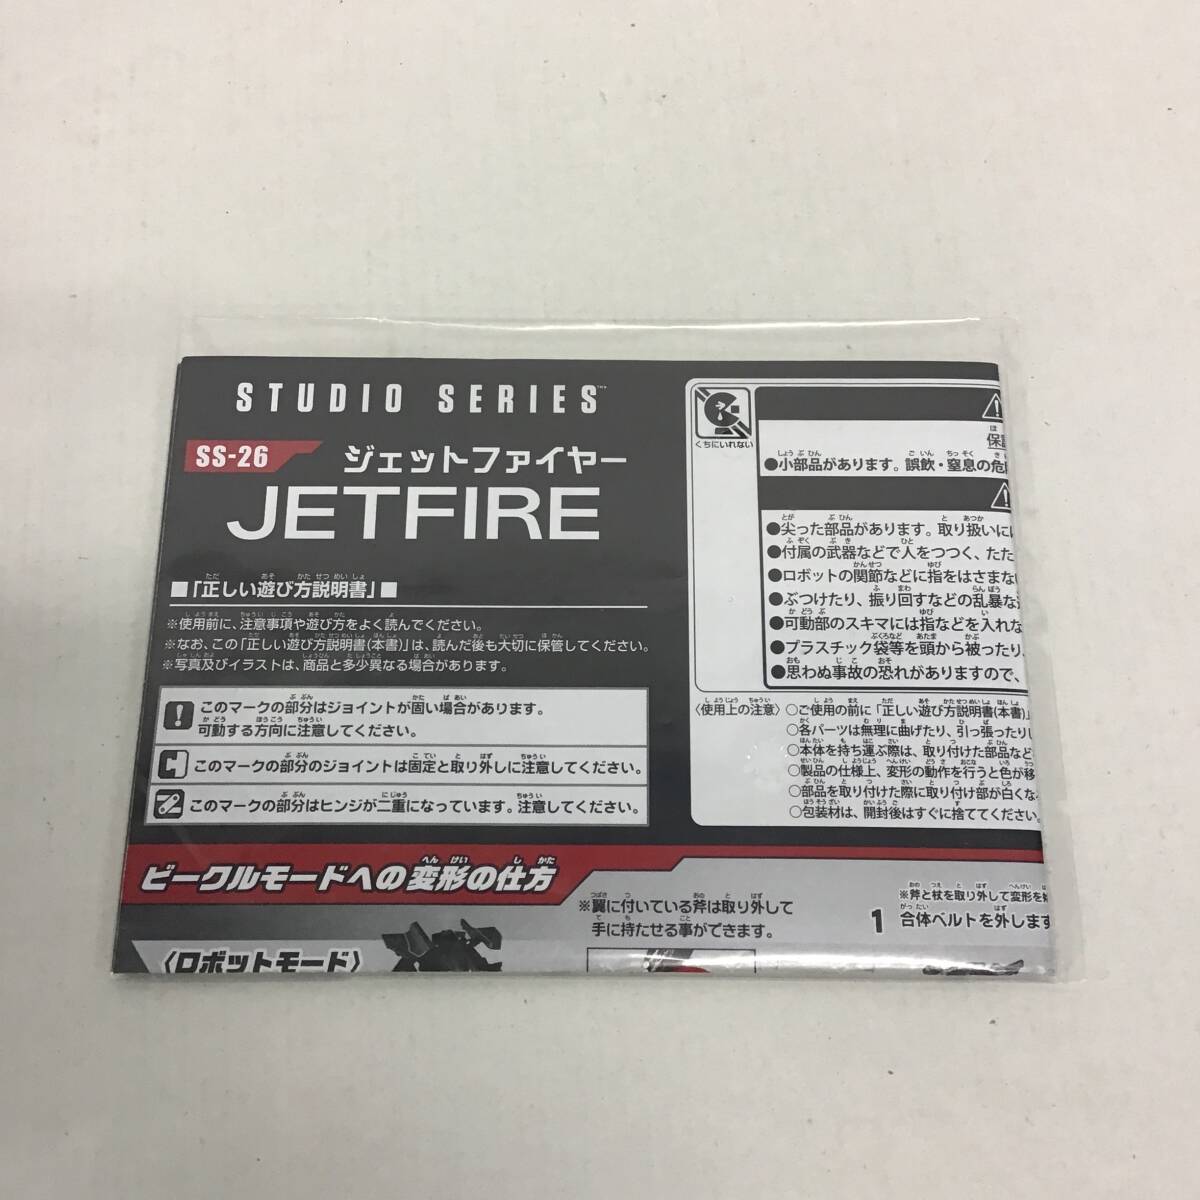 STUDIO SERIES™
SS-26
ジェットファイヤー
JETFIRE
■「正しい遊び方説明書」■
※使用前に、注意事項や遊び方をよく読んでください。
※なお、この「正しい遊び方説明書(本書)」は、読んだ後も大切に保管してください。
※写真及びイラストは、商品と多少異なる場合があります。
このマークの部分はジョイントが固い場合があります。
可動する方向に注意してください。
このマークの部分のジョイントは固定と取り外しに注意してください。
このマークの部分はヒンジが二重になっています。注意してください。
くちにいれない
保
●小部品があります。誤飲・窒息の危
●尖った部品があります。取り扱いに
●付属の武器などで人をつつく、たた
●ロボットの関節などに指をはさまな
●ぶつけたり、振り回すなどの乱暴な
●可動部のスキマには指などを入れな
●プラスチック袋等を頭から被ったり、
●思わぬ事故の恐れがありますので、
〈使用上の注意〉
○ご使用の前に「正しい遊び方説明書(本書)」
○各パーツは無理に曲げたり、引っ張ったり
○本体を持ち運ぶ際は、取り付けた部品など
○製品の仕様上、変形の動作を行うと色が移
○部品を取り付けた際に取り付け部が白くな
○包装材は、開封後はすぐに捨ててください。
ビークルモードへの変形の仕方
〈ロボットモード〉
※翼に付いている斧は取り外して
手に持たせる事ができます。
※斧と杖を取り外して変形を
1 合体ベルトを外します